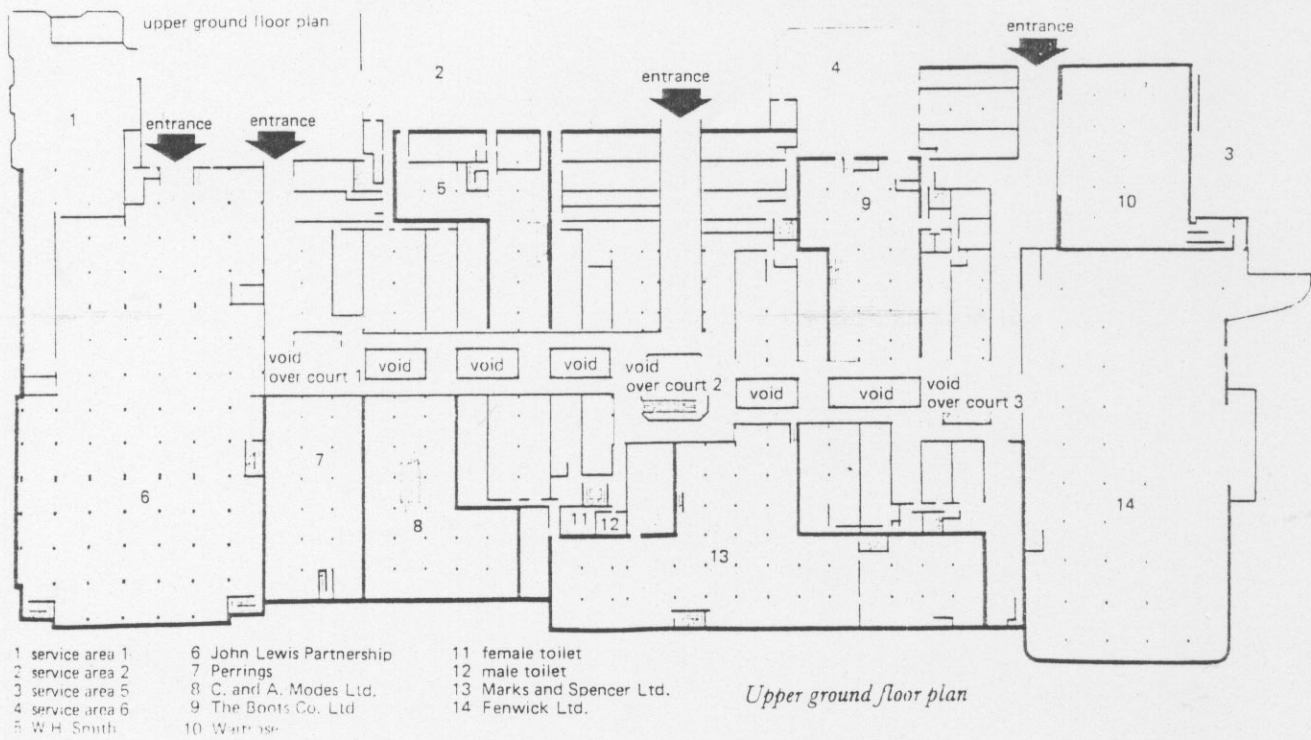 upper ground floor plan
entrance
2
4
entrance
1
entrance
entrance
3
5
9
10
void
over court 1
void
void
void
void
over court 2
void
void
void
over court 3
7
6
8
11
12
13
14
1 service area 1
2 service area 2
3 service area 5
4 service area 6
5 W.H. Smith
6 John Lewis Partnership
7 Perrings
8 C. and A. Modes Ltd.
9 The Boots Co. Ltd
10 Waitrose
11 female toilet
12 male toilet
13 Marks and Spencer Ltd.
14 Fenwick Ltd.
Upper ground floor plan